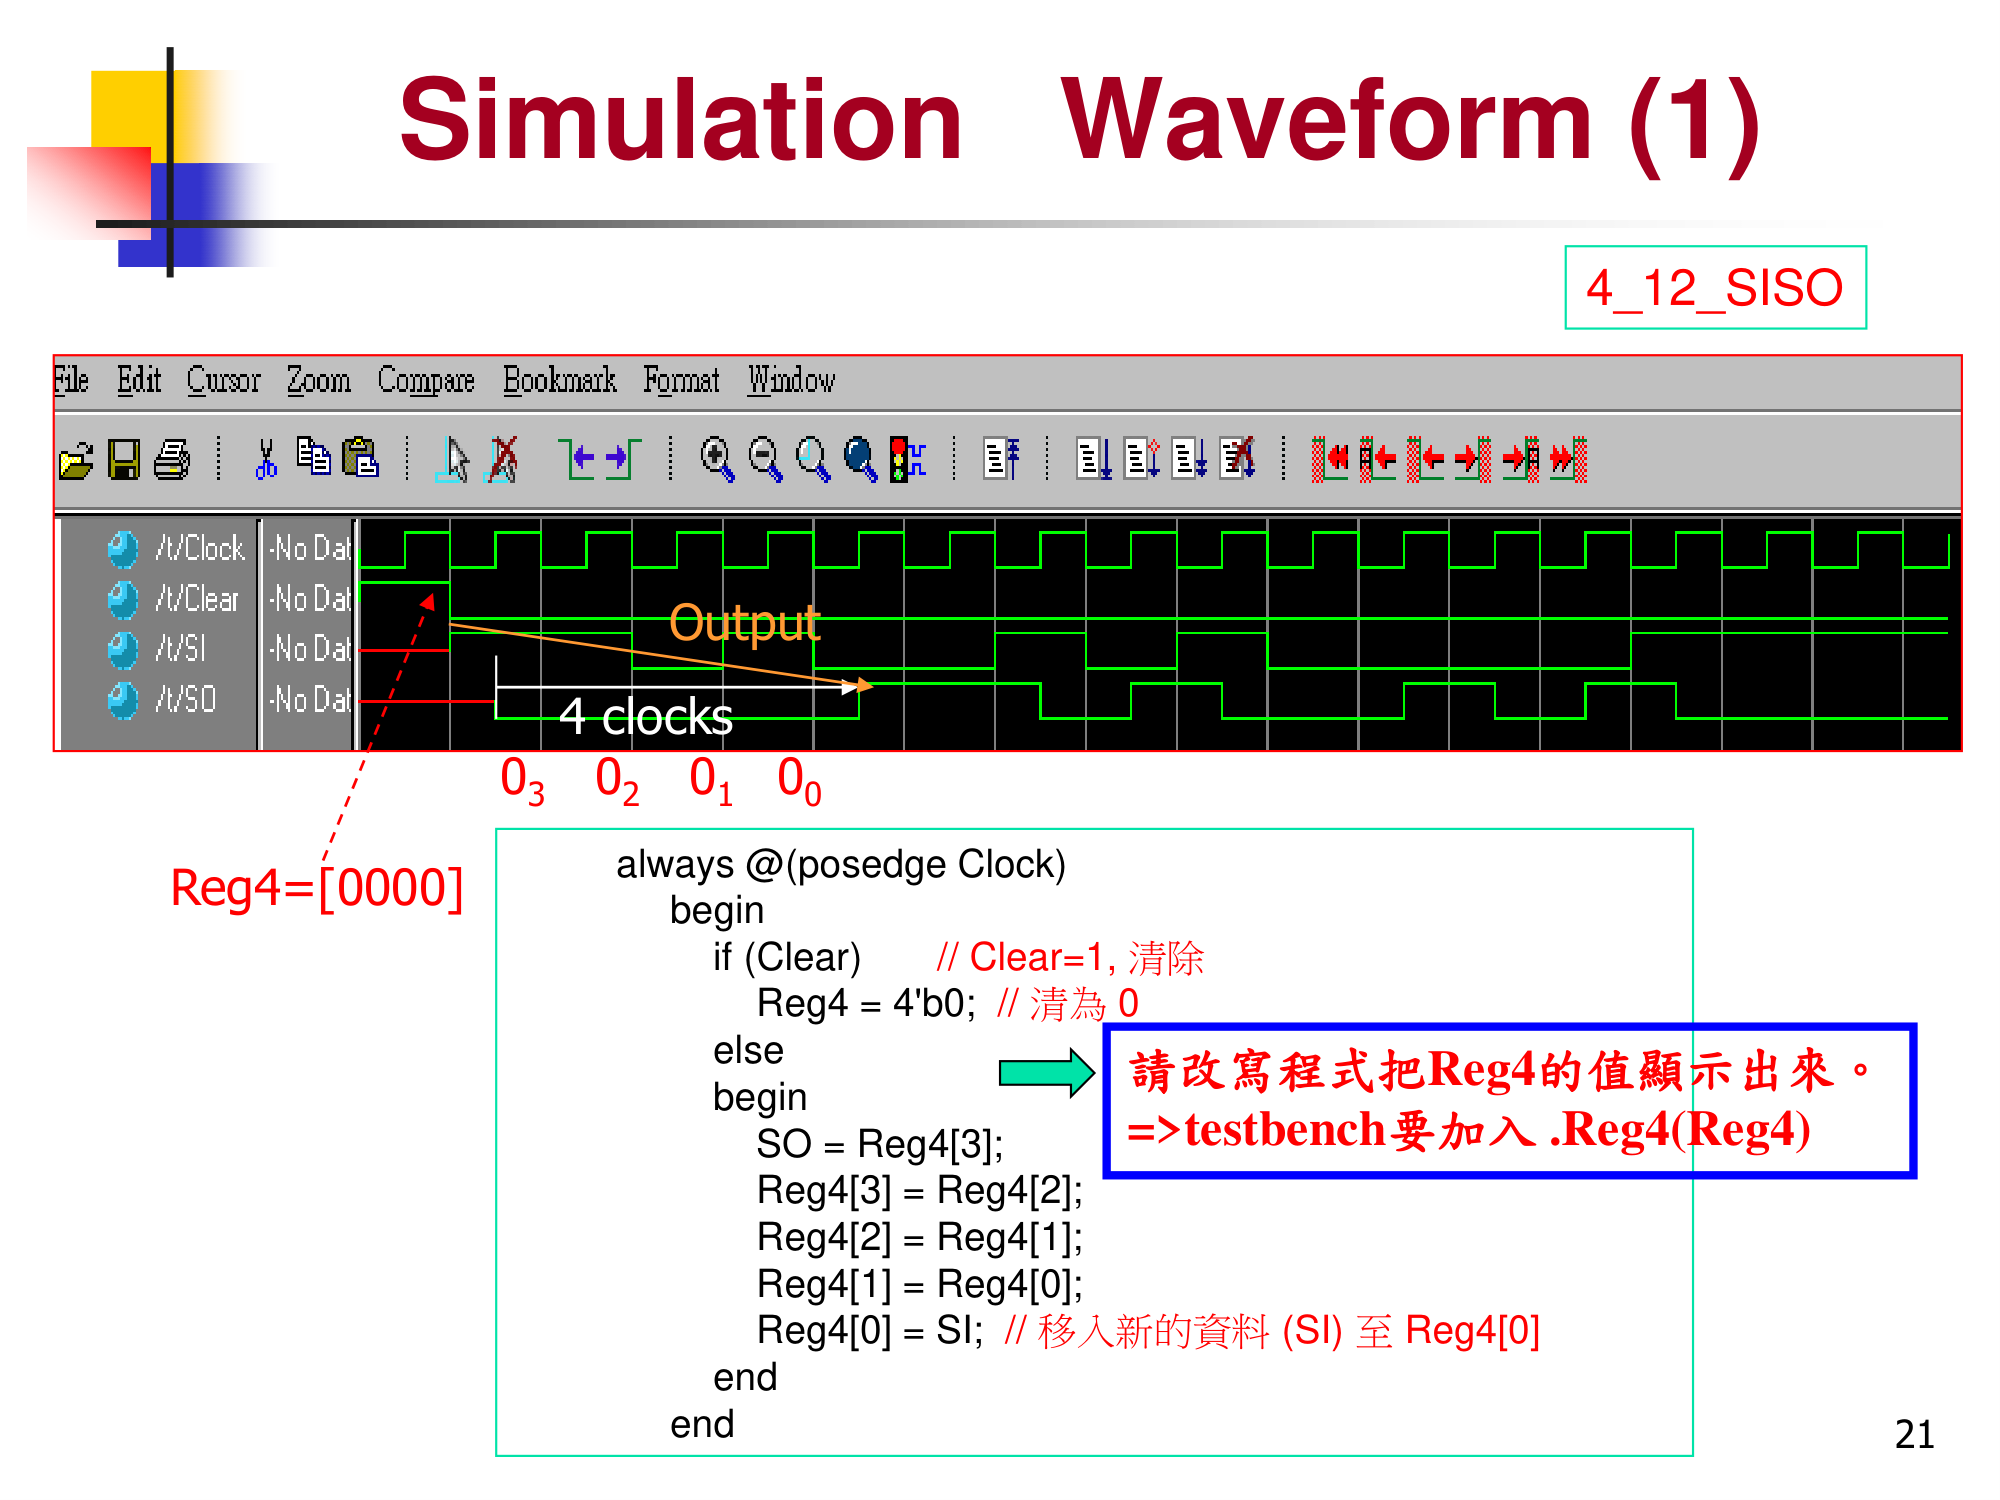 Simulation Waveform (1)
4_12_SISO
File Edit Cursor Zoom Compare Bookmark Format Window
/t/Clock -No Dat
/t/Clear -No Dat
/t/SI -No Dat
/t/SO -No Dat
Output
4 clocks
0₃ 0₂ 0₁ 0₀
Reg4=[0000]
always @(posedge Clock)
begin
if (Clear) // Clear=1, 清除
Reg4 = 4'b0; // 清為 0
else
begin
SO = Reg4[3];
Reg4[3] = Reg4[2];
Reg4[2] = Reg4[1];
Reg4[1] = Reg4[0];
Reg4[0] = SI; // 移入新的資料 (SI) 至 Reg4[0]
end
end
請改寫程式把Reg4的值顯示出來。
=>testbench要加入 .Reg4(Reg4)
21